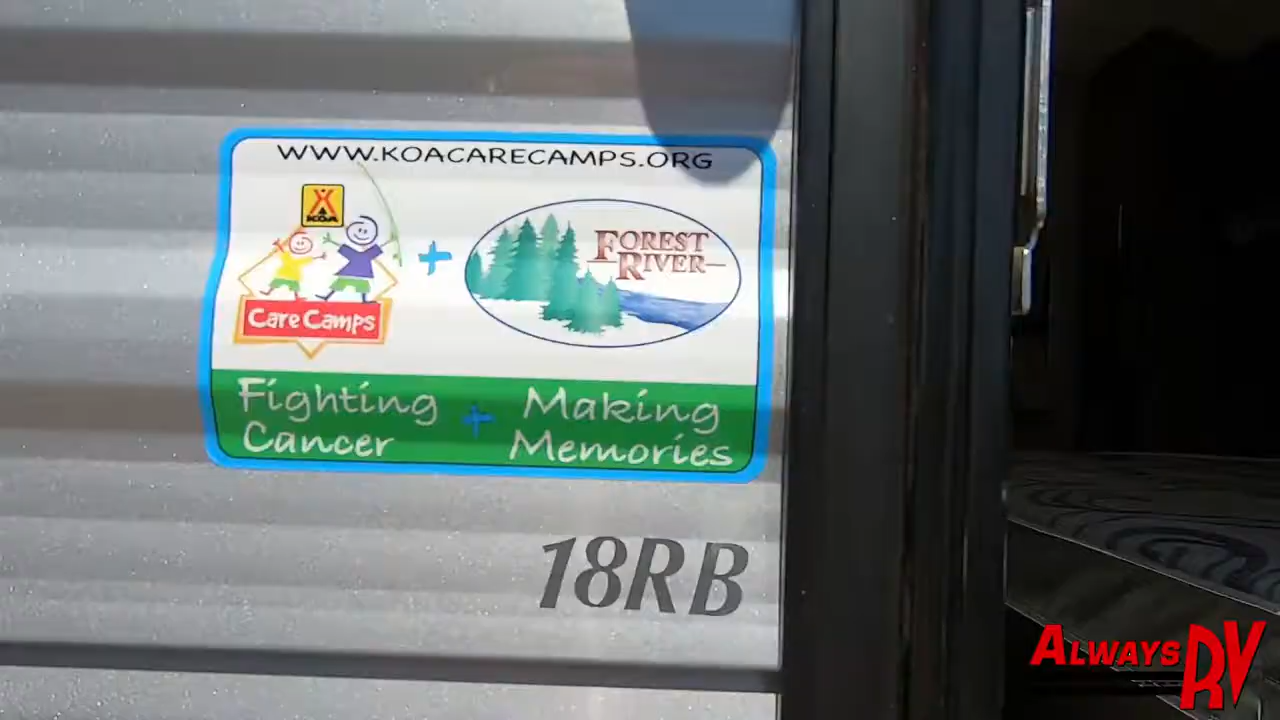 WWW.KOACARECAMPS.ORG
KOA
Care Camps
+
FOREST
RIVER
Fighting + Making
Cancer Memories
18RB
ALWAYS RV